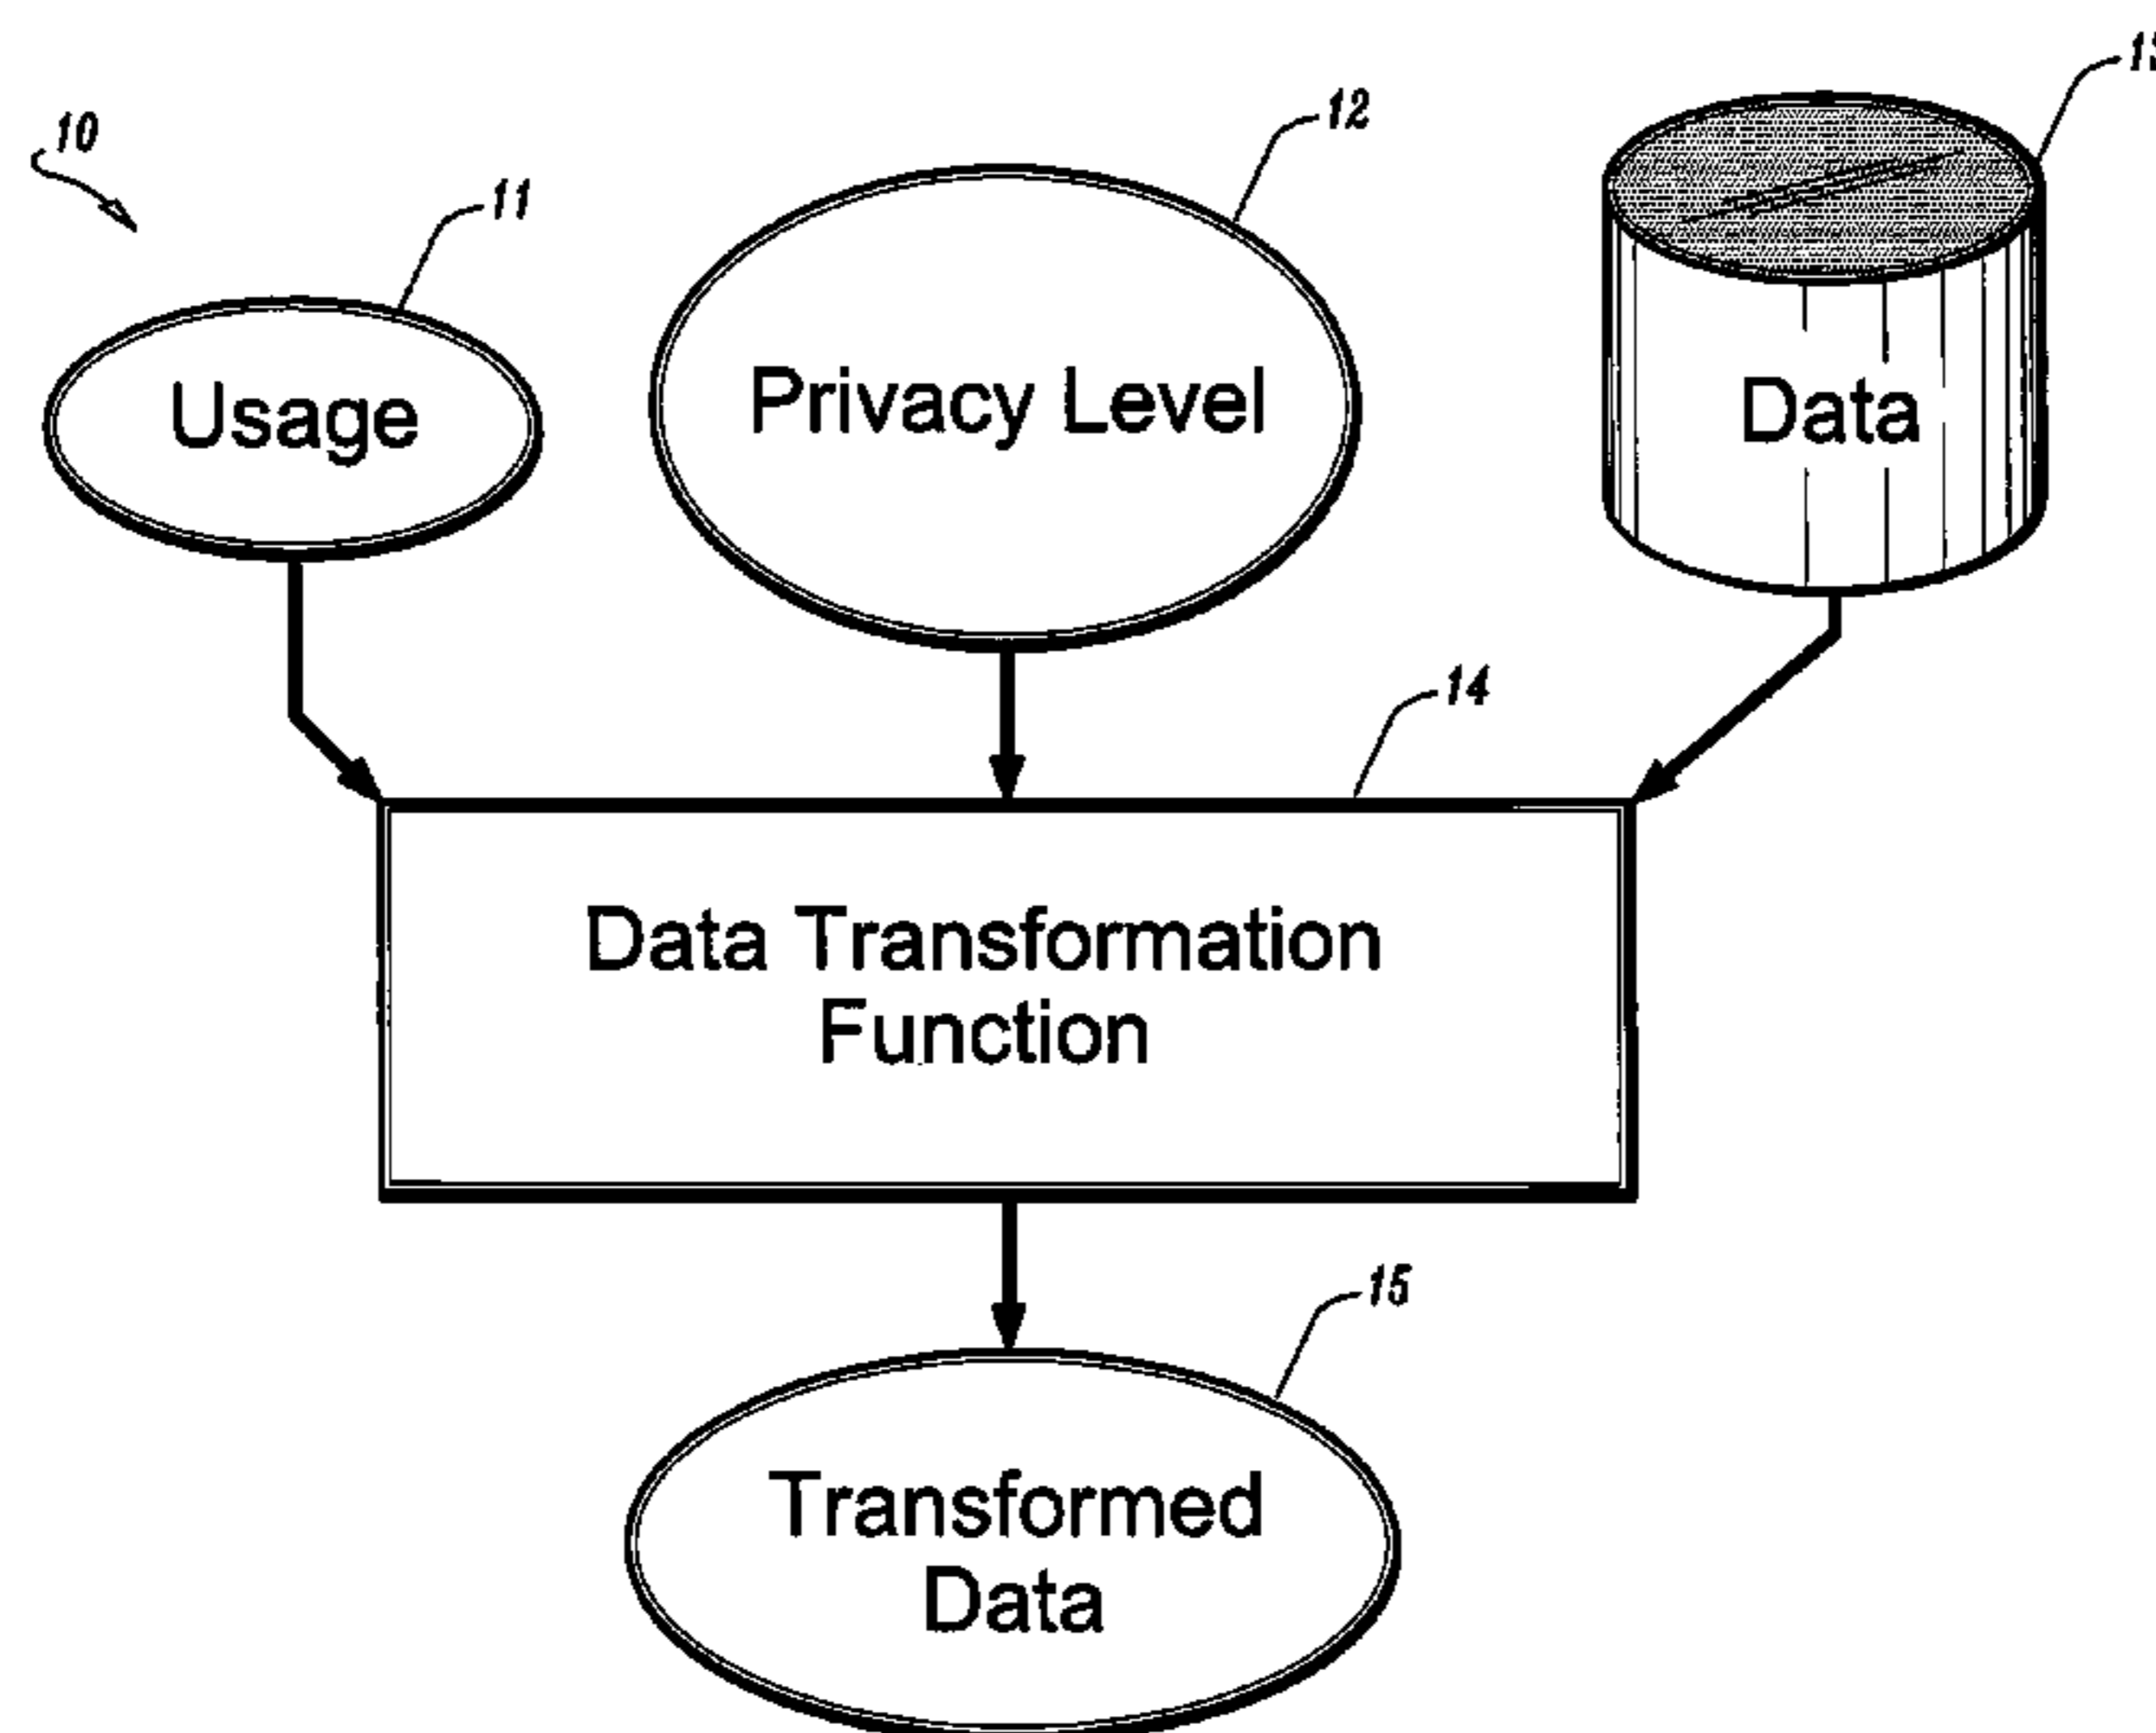 10
11
12
Usage
Privacy Level
Data
14
Data Transformation
Function
15
Transformed
Data